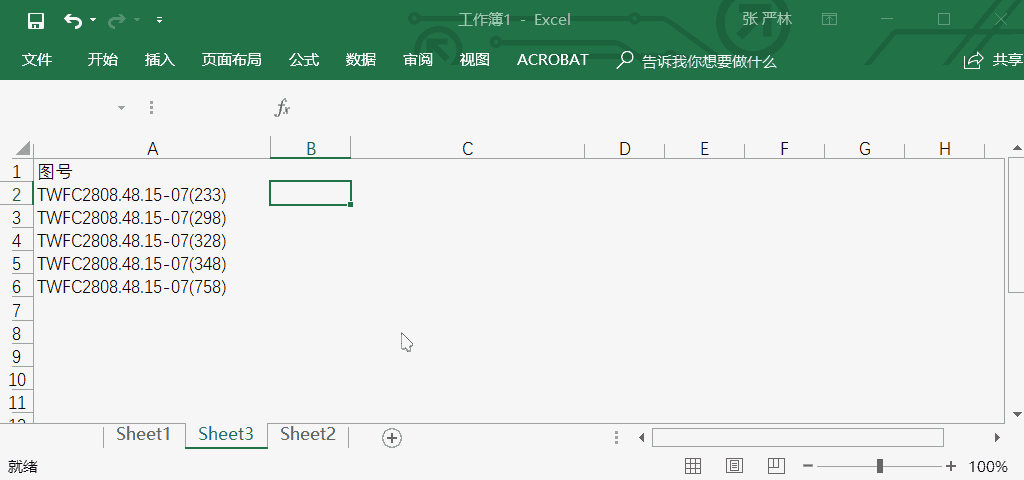 工作簿1 - Excel
张 严林
文件 开始 插入 页面布局 公式 数据 审阅 视图 ACROBAT 告诉我你想要做什么 共享
fx
A B C D E F G H
1 图号
2 TWFC2808.48.15-07(233)
3 TWFC2808.48.15-07(298)
4 TWFC2808.48.15-07(328)
5 TWFC2808.48.15-07(348)
6 TWFC2808.48.15-07(758)
7
8
9
10
11
12
Sheet1 Sheet3 Sheet2
就绪
100%